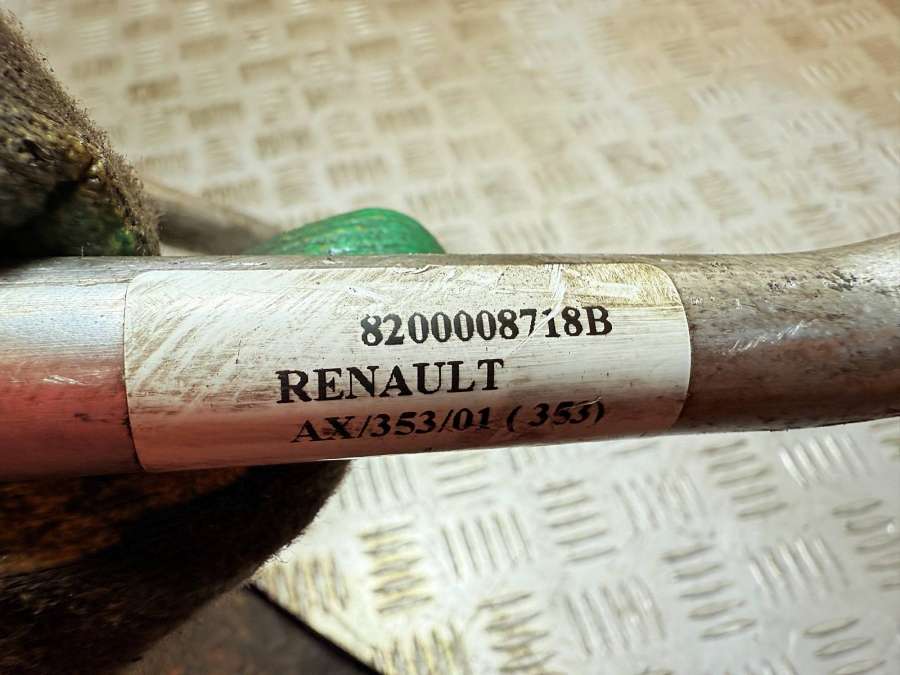 8200008718B
RENAULT
AX/353/01 (353)